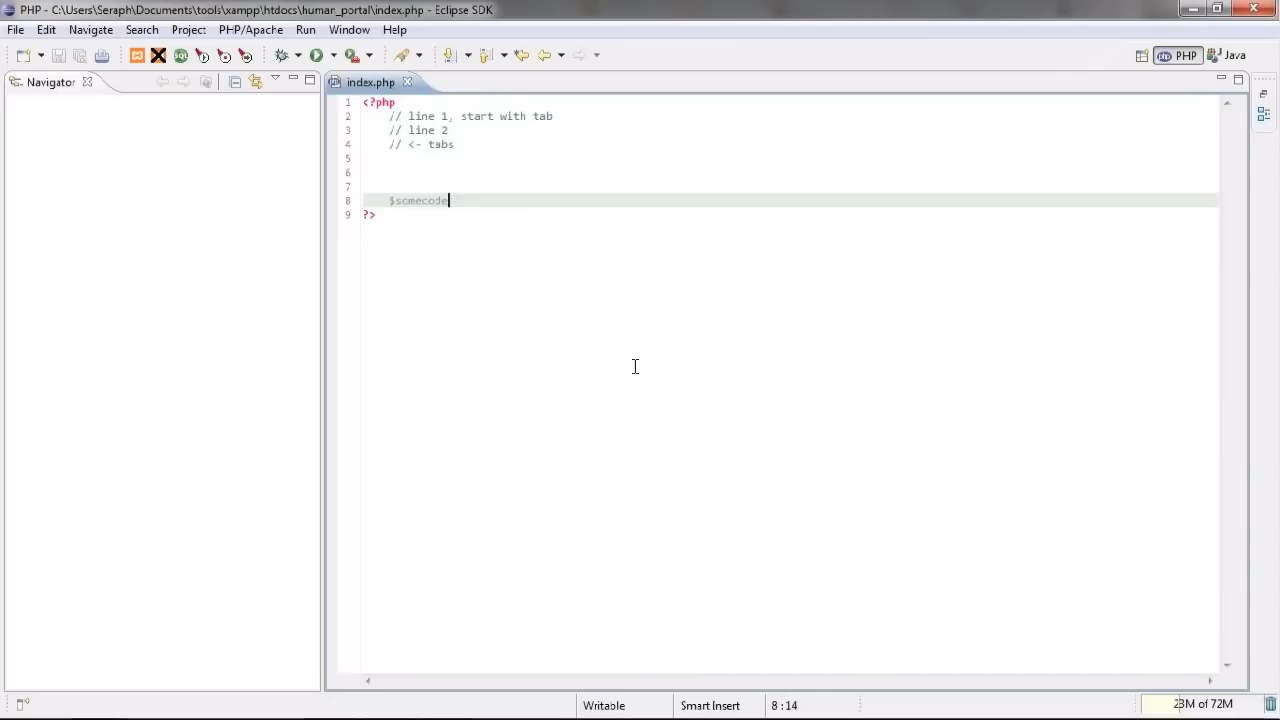 PHP - C:\Users\Seraph\Documents\tools\xampp\htdocs\human_portal\index.php - Eclipse SDK
File Edit Navigate Search Project PHP/Apache Run Window Help
SQL PHP Java
Navigator index.php
1 <?php
2 // line 1, start with tab
3 // line 2
4 // <- tabs
5
6
7
8 $somecode
9 ?>
Writable Smart Insert 8:14 23M of 72M